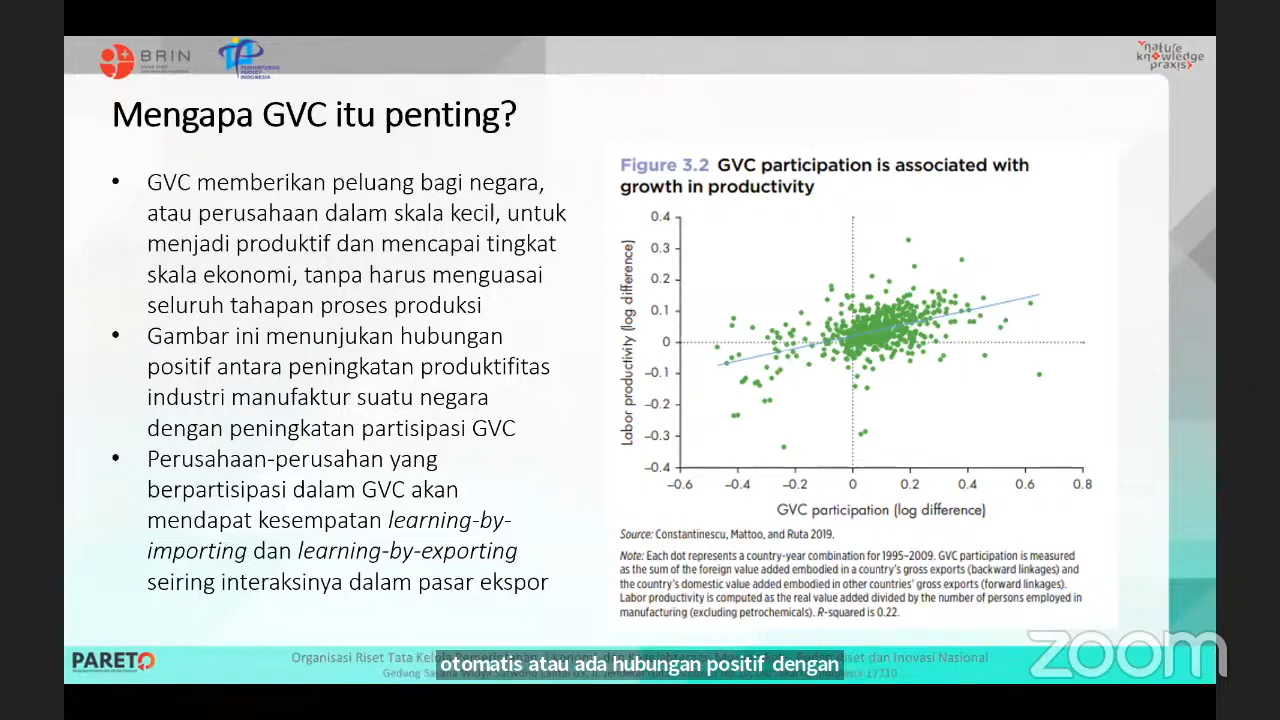 BRIN
PERHIMPUNAN
PERISET
INDONESIA
nature
knowledge
praxis
Mengapa GVC itu penting?
• GVC memberikan peluang bagi negara,
atau perusahaan dalam skala kecil, untuk
menjadi produktif dan mencapai tingkat
skala ekonomi, tanpa harus menguasai
seluruh tahapan proses produksi
• Gambar ini menunjukan hubungan
positif antara peningkatan produktifitas
industri manufaktur suatu negara
dengan peningkatan partisipasi GVC
• Perusahaan-perusahan yang
berpartisipasi dalam GVC akan
mendapat kesempatan learning-by-
importing dan learning-by-exporting
seiring interaksinya dalam pasar ekspor
Figure 3.2 GVC participation is associated with
growth in productivity
Labor productivity (log difference)
0.4
0.3
0.2
0.1
0
−0.1
−0.2
−0.3
−0.4
−0.6 −0.4 −0.2 0 0.2 0.4 0.6 0.8
GVC participation (log difference)
Source: Constantinescu, Mattoo, and Ruta 2019.
Note: Each dot represents a country-year combination for 1995–2009. GVC participation is measured
as the sum of the foreign value added embodied in a country's gross exports (backward linkages) and
the country's domestic value added embodied in other countries' gross exports (forward linkages).
Labor productivity is computed as the real value added divided by the number of persons employed in
manufacturing (excluding petrochemicals). R-squared is 0.22.
PARETO
Organisasi Riset Tata Kelola
Riset dan Inovasi Nasional
otomatis atau ada hubungan positif dengan
zoom